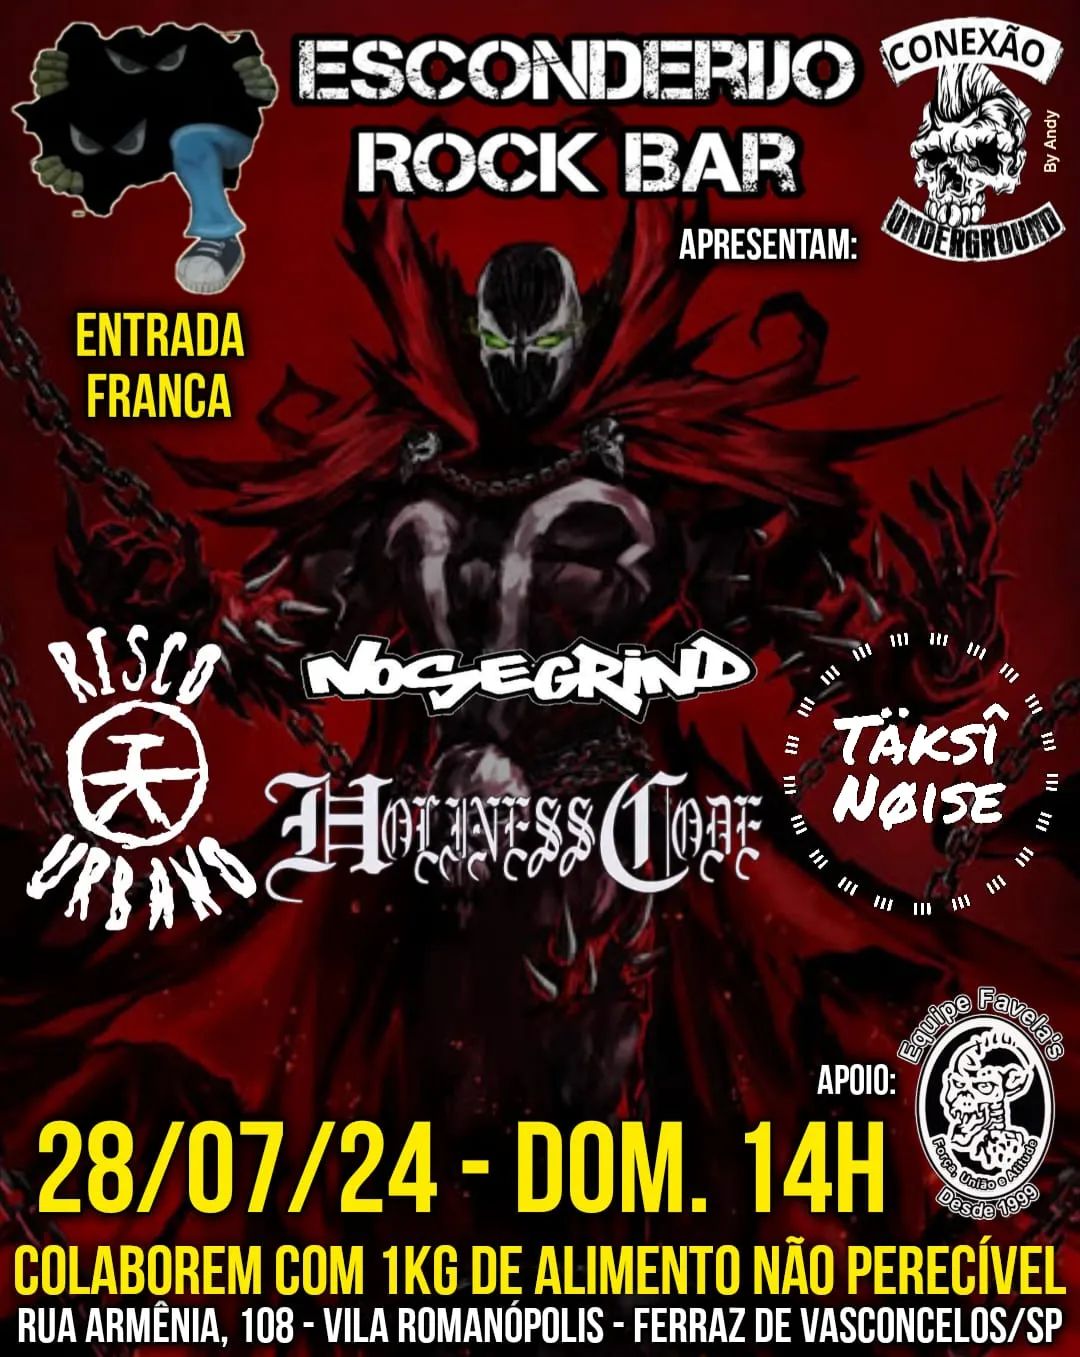 ESCONDERIJO
ROCK BAR
CONEXÃO
UNDERGROUND
By Andy
APRESENTAM:
ENTRADA
FRANCA
RISCO
URBANO
NOSEGRIND
HOLINESS CODE
TÄKSÎ
NØISE
APOIO:
Equipe Favela's
Força, União e Atitude
Desde 1999
28/07/24 - DOM. 14H
COLABOREM COM 1KG DE ALIMENTO NÃO PERECÍVEL
RUA ARMÊNIA, 108 - VILA ROMANÓPOLIS - FERRAZ DE VASCONCELOS/SP